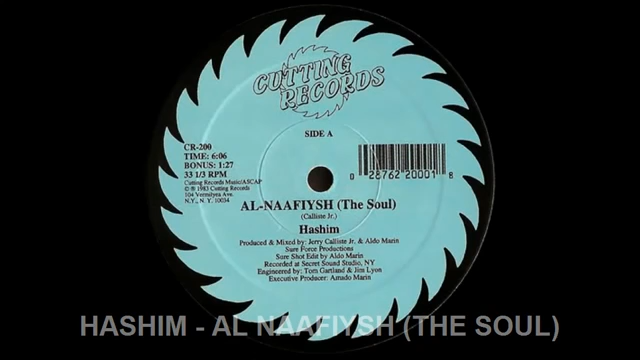 CUTTING
RECORDS
SIDE A
CR-200
TIME: 6:06
BONUS: 1:27
33 1/3 RPM
Cutting Records Music/ASCAP
℗ © 1983 Cutting Records
104 Vermilyea Ave.
N.Y., N. Y. 10034
0 28762 20001 8
AL-NAAFIYSH (The Soul)
(Calliste Jr.)
Hashim
Produced & Mixed by: Jerry Calliste Jr. & Aldo Marin
Sure Force Productions
Sure Shot Edit by Aldo Marin
Recorded at Secret Sound Studio, NY
Engineered by: Tom Gartland & Jim Lyon
Executive Producer: Amado Marin
HASHIM - AL NAAFIYSH (THE SOUL)